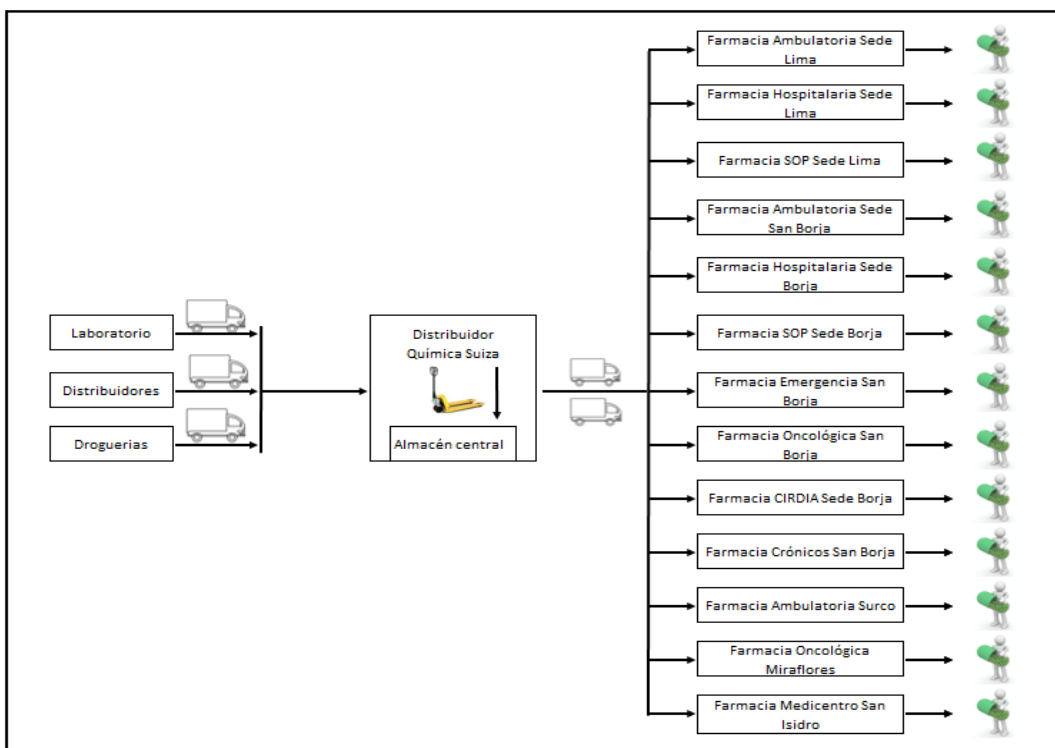 Laboratorio
Distribuidores
Droguerias
Distribuidor
Química Suiza
Almacén central
Farmacia Ambulatoria Sede
Lima
Farmacia Hospitalaria Sede
Lima
Farmacia SOP Sede Lima
Farmacia Ambulatoria Sede
San Borja
Farmacia Hospitalaria Sede
Borja
Farmacia SOP Sede Borja
Farmacia Emergencia San
Borja
Farmacia Oncológica San
Borja
Farmacia CIRDIA Sede Borja
Farmacia Crónicos San Borja
Farmacia Ambulatoria Surco
Farmacia Oncológica
Miraflores
Farmacia Medicentro San
Isidro